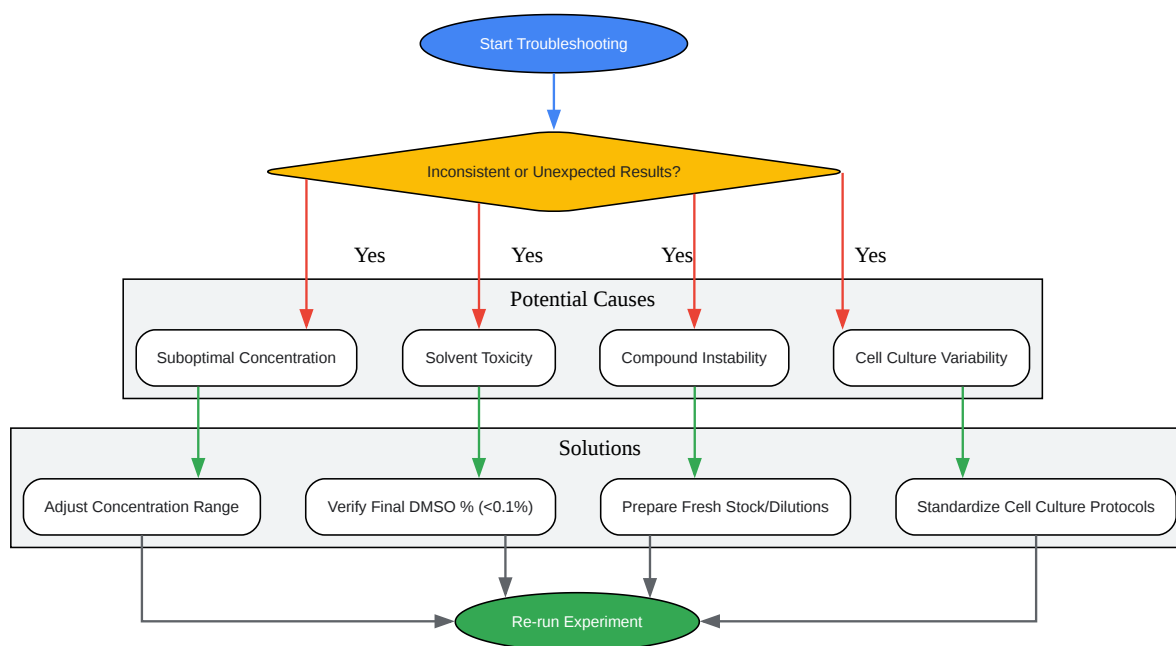 Start Troubleshooting
Inconsistent or Unexpected Results?
Yes
Yes
Yes
Yes
Potential Causes
Suboptimal Concentration
Solvent Toxicity
Compound Instability
Cell Culture Variability
Solutions
Adjust Concentration Range
Verify Final DMSO % (<0.1%)
Prepare Fresh Stock/Dilutions
Standardize Cell Culture Protocols
Re-run Experiment